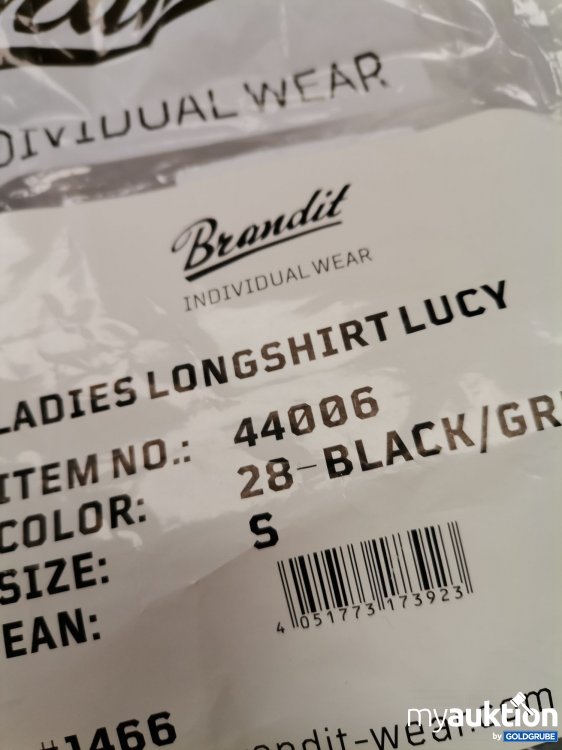 INDIVIDUAL WEAR
Brandit
INDIVIDUAL WEAR
LADIES LONGSHIRT LUCY
ITEM NO.: 44006
COLOR: 28-BLACK/GR
SIZE: S
EAN:
4 051773 173923
#1466
ndit-wear.com
myauktion
by GOLDGRUBE